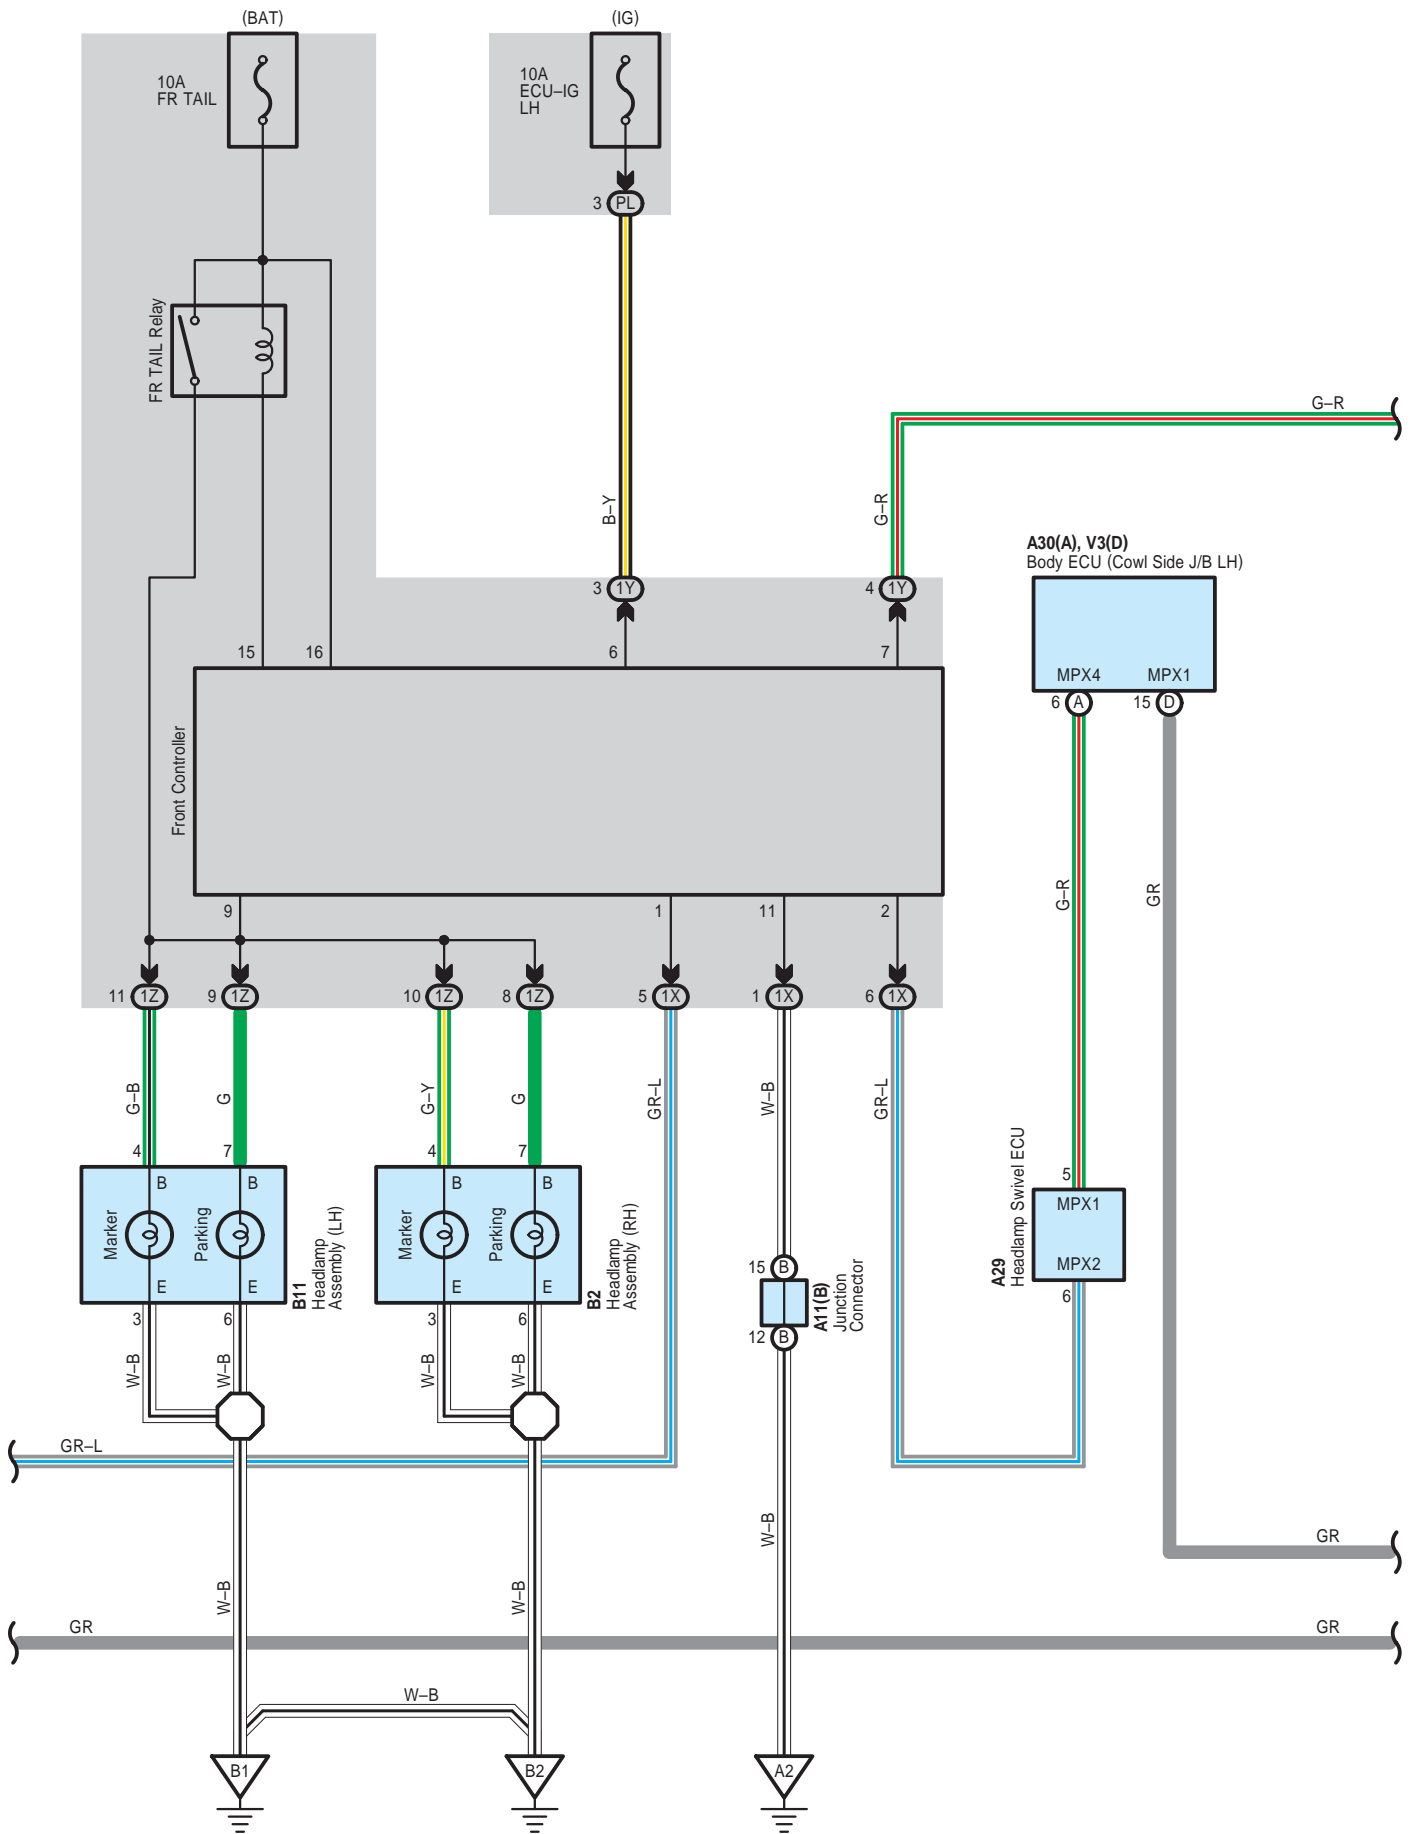 (BAT)
(IG)
10A
FR TAIL
10A
ECU–IG
LH
3 PL
FR TAIL Relay
G–R
B–Y
G–R
A30(A), V3(D)
Body ECU (Cowl Side J/B LH)
3 1Y
4 1Y
15
16
6
7
MPX4
MPX1
6 A
15 D
Front Controller
G–R
GR
9
1
11
2
11 1Z
9 1Z
10 1Z
8 1Z
5 1X
1 1X
6 1X
G–B
G
G–Y
G
GR–L
W–B
GR–L
4
7
4
7
5
B
B
B
B
MPX1
Marker
Parking
Marker
Parking
MPX2
E
E
E
E
B11
Headlamp
Assembly (LH)
B2
Headlamp
Assembly (RH)
15 B
A11(B)
Junction
Connector
A29
Headlamp Swivel ECU
6
3
6
3
6
12 B
W–B
W–B
W–B
W–B
GR–L
W–B
GR
W–B
W–B
GR
GR
W–B
B1
B2
A2